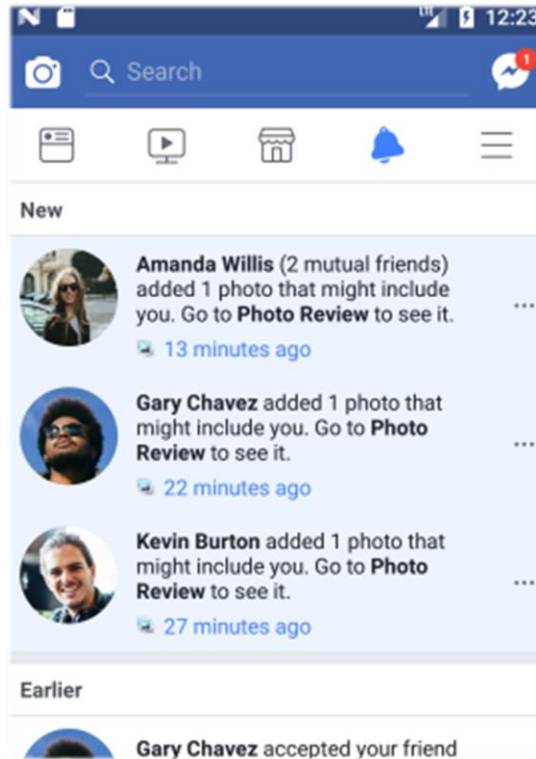 LTE 12:23
Search
1
New
Amanda Willis (2 mutual friends)
added 1 photo that might include
you. Go to Photo Review to see it.
13 minutes ago
Gary Chavez added 1 photo that
might include you. Go to Photo
Review to see it.
22 minutes ago
Kevin Burton added 1 photo that
might include you. Go to Photo
Review to see it.
27 minutes ago
Earlier
Gary Chavez accepted your friend